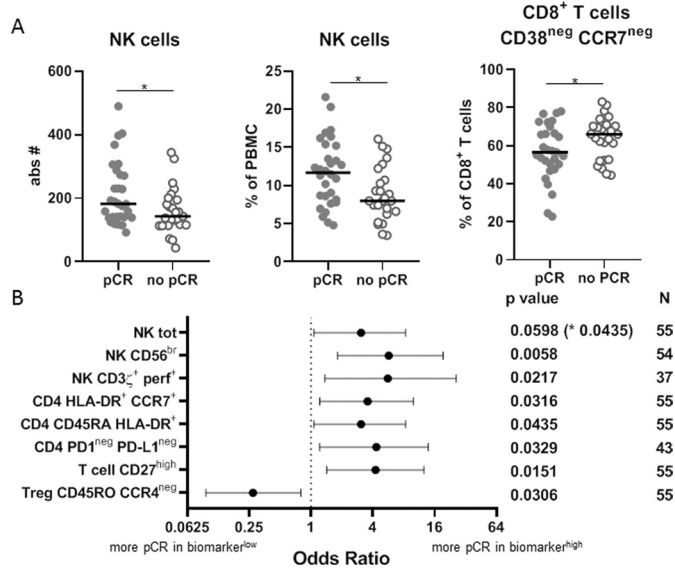 A
NK cells
NK cells
CD8+ T cells
CD38neg CCR7neg
abs #
600
400
200
0
pCR
no pCR
*
% of PBMC
25
20
15
10
5
0
pCR
no pCR
*
% of CD8+ T cells
100
80
60
40
20
0
pCR
no PCR
*
B
p value N
NK tot 0.0598 (* 0.0435) 55
NK CD56br 0.0058 54
NK CD3ζ+ perf+ 0.0217 37
CD4 HLA-DR+ CCR7+ 0.0316 55
CD4 CD45RA HLA-DR+ 0.0435 55
CD4 PD1neg PD-L1neg 0.0329 43
T cell CD27high 0.0151 55
Treg CD45RO CCR4neg 0.0306 55
0.0625 0.25 1 4 16 64
more pCR in biomarkerlow Odds Ratio more pCR in biomarkerhigh